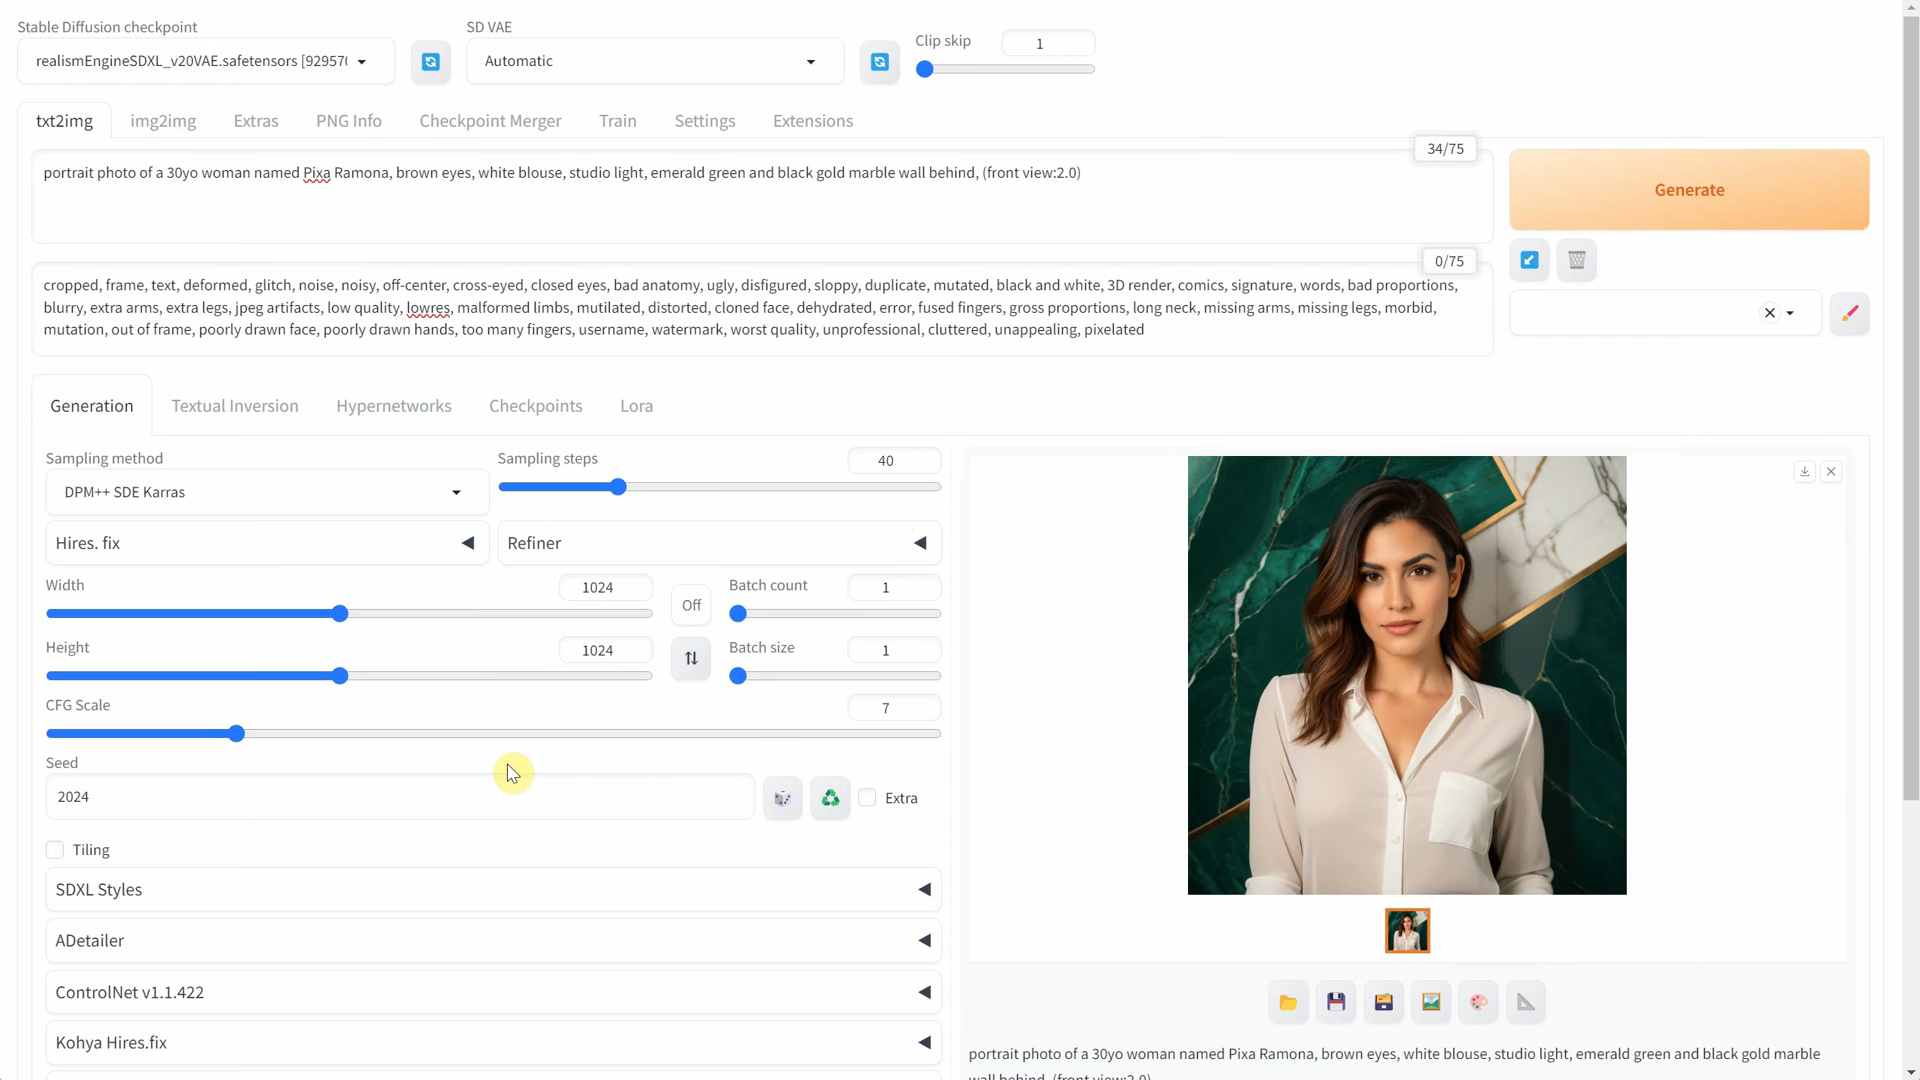 Stable Diffusion checkpoint
SD VAE
Clip skip
1
realismEngineSDXL_v20VAE.safetensors [92957(
Automatic
txt2img
img2img
Extras
PNG Info
Checkpoint Merger
Train
Settings
Extensions
34/75
portrait photo of a 30yo woman named Pixa Ramona, brown eyes, white blouse, studio light, emerald green and black gold marble wall behind, (front view:2.0)
Generate
0/75
cropped, frame, text, deformed, glitch, noise, noisy, off-center, cross-eyed, closed eyes, bad anatomy, ugly, disfigured, sloppy, duplicate, mutated, black and white, 3D render, comics, signature, words, bad proportions,
blurry, extra arms, extra legs, jpeg artifacts, low quality, lowres, malformed limbs, mutilated, distorted, cloned face, dehydrated, error, fused fingers, gross proportions, long neck, missing arms, missing legs, morbid,
mutation, out of frame, poorly drawn face, poorly drawn hands, too many fingers, username, watermark, worst quality, unprofessional, cluttered, unappealing, pixelated
Generation
Textual Inversion
Hypernetworks
Checkpoints
Lora
Sampling method
Sampling steps
40
DPM++ SDE Karras
Hires. fix
Refiner
Width
1024
Off
Batch count
1
Height
1024
Batch size
1
CFG Scale
7
Seed
2024
Extra
Tiling
SDXL Styles
ADetailer
ControlNet v1.1.422
Kohya Hires.fix
portrait photo of a 30yo woman named Pixa Ramona, brown eyes, white blouse, studio light, emerald green and black gold marble
wall behind, (front view:2.0)